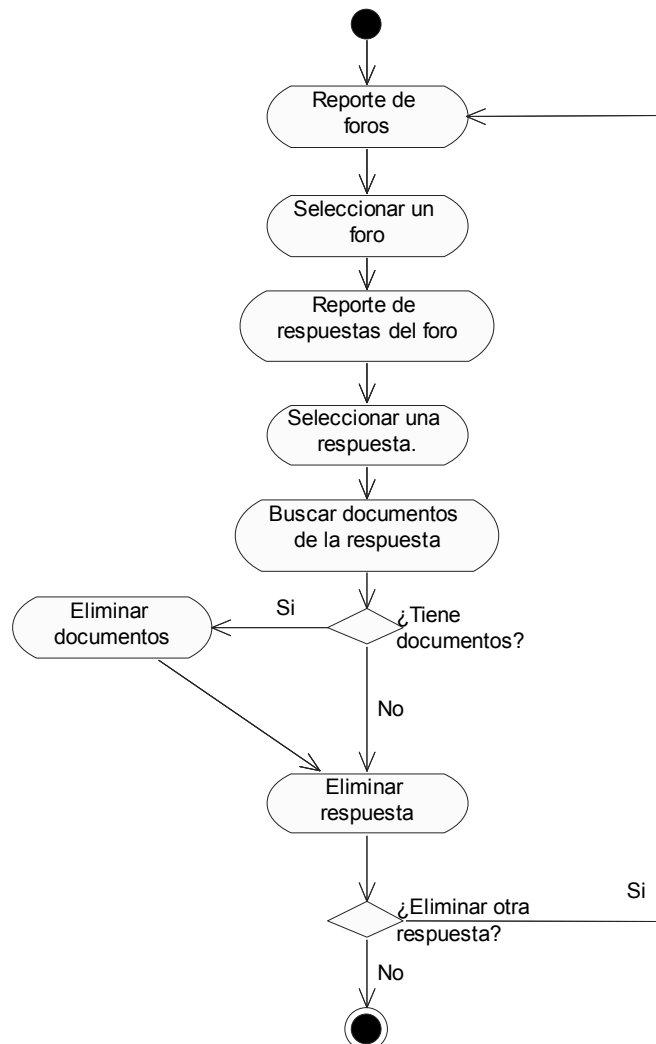 Reporte de
foros
Seleccionar un
foro
Reporte de
respuestas del foro
Seleccionar una
respuesta.
Buscar documentos
de la respuesta
Eliminar
documentos
Si
¿Tiene
documentos?
No
Eliminar
respuesta
¿Eliminar otra
respuesta?
Si
No